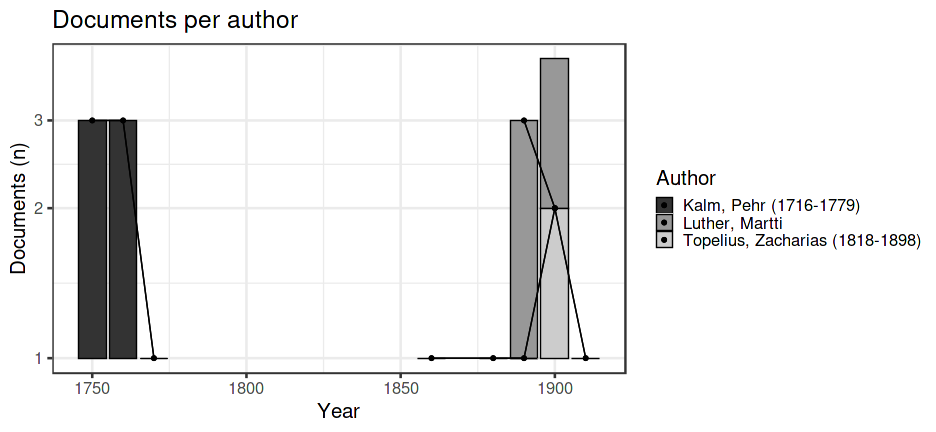 Documents per author
3
2
1
Documents (n)
1750
1800
1850
1900
Year
Author
Kalm, Pehr (1716-1779)
Luther, Martti
Topelius, Zacharias (1818-1898)